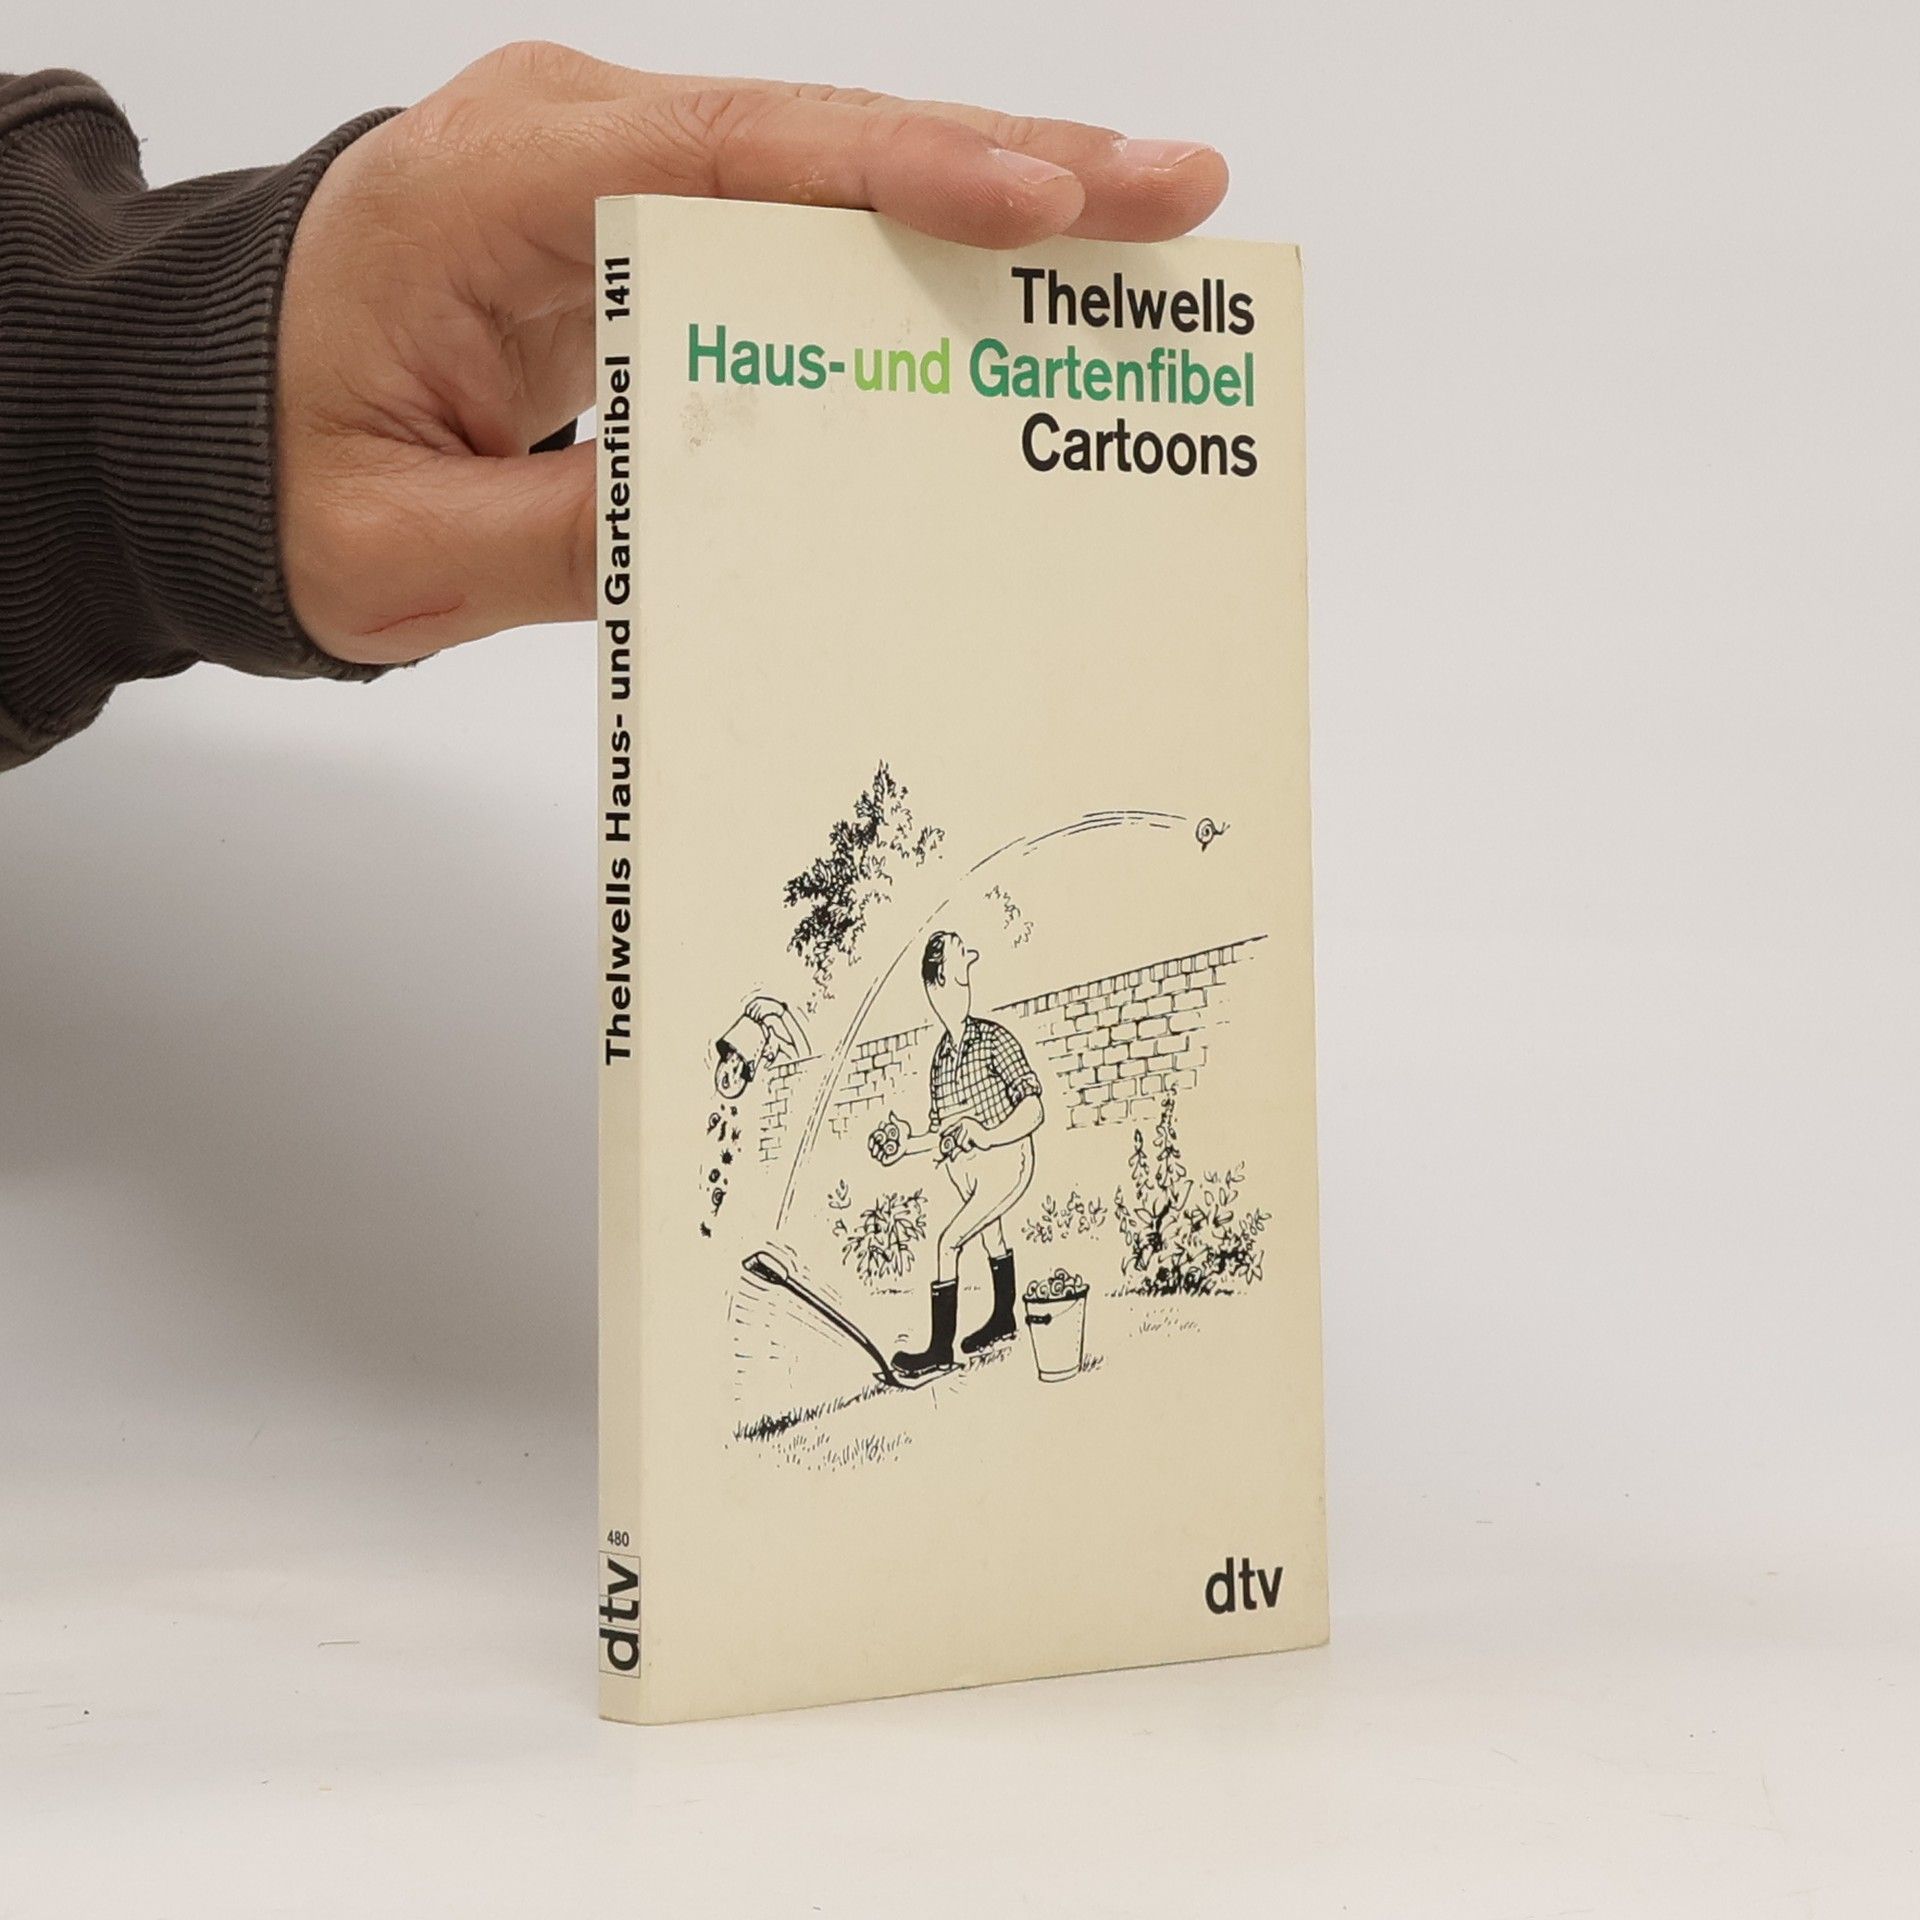 Thelwells
Haus- und Gartenfibel
Cartoons
dtv
Thelwells Haus- und Gartenfibel 1411
480
dtv